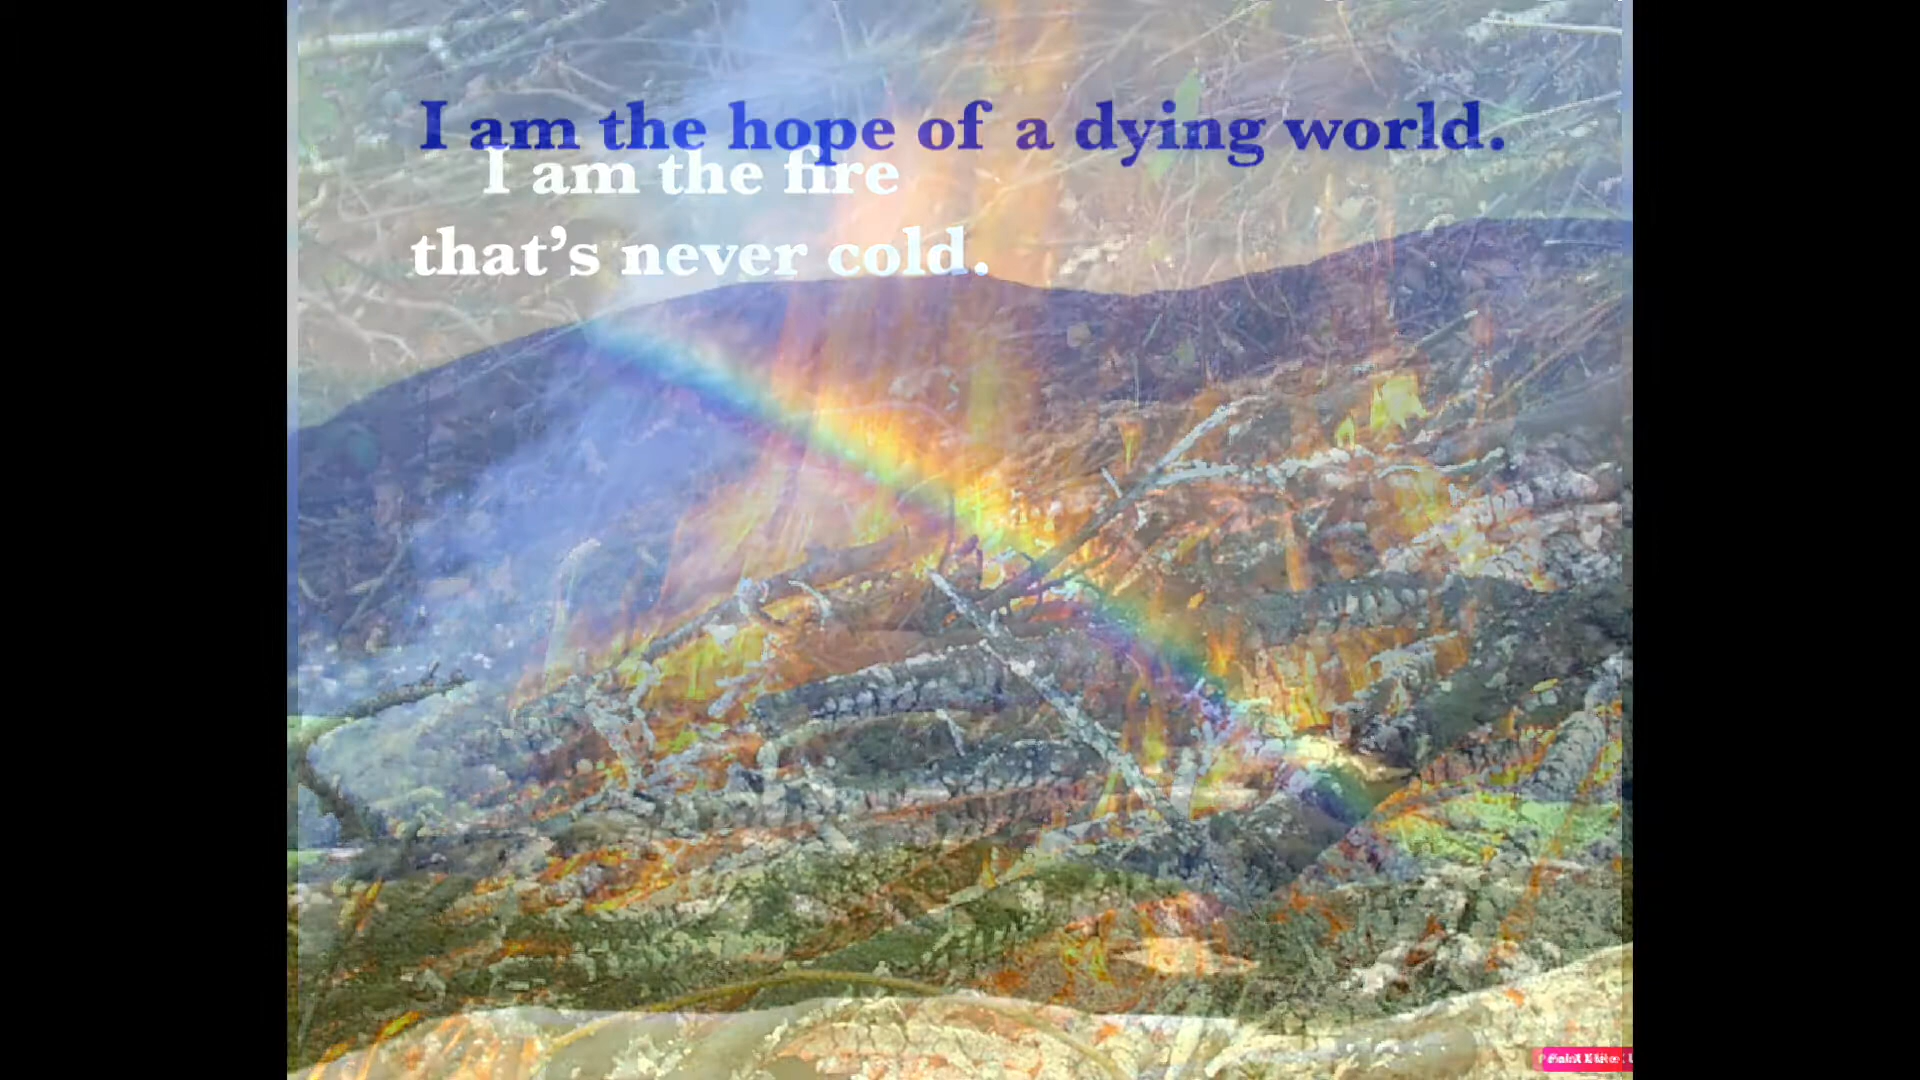 I am the hope of a dying world.
I am the fire
that’s never cold.